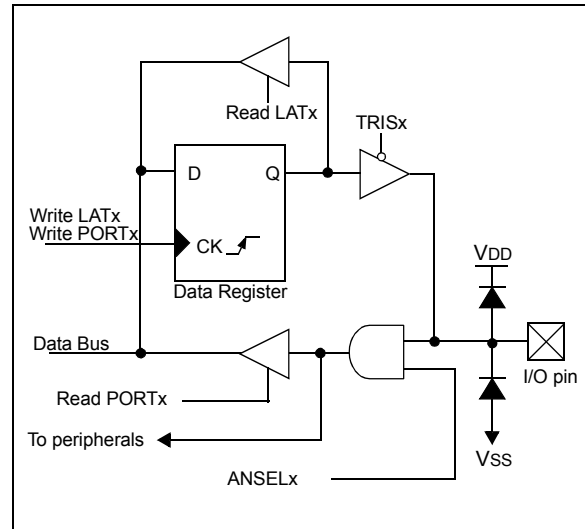 Read LATx
TRISx
D
Q
Write LATx
Write PORTx
CK
VDD
Data Register
Data Bus
I/O pin
Read PORTx
To peripherals
VSS
ANSELx